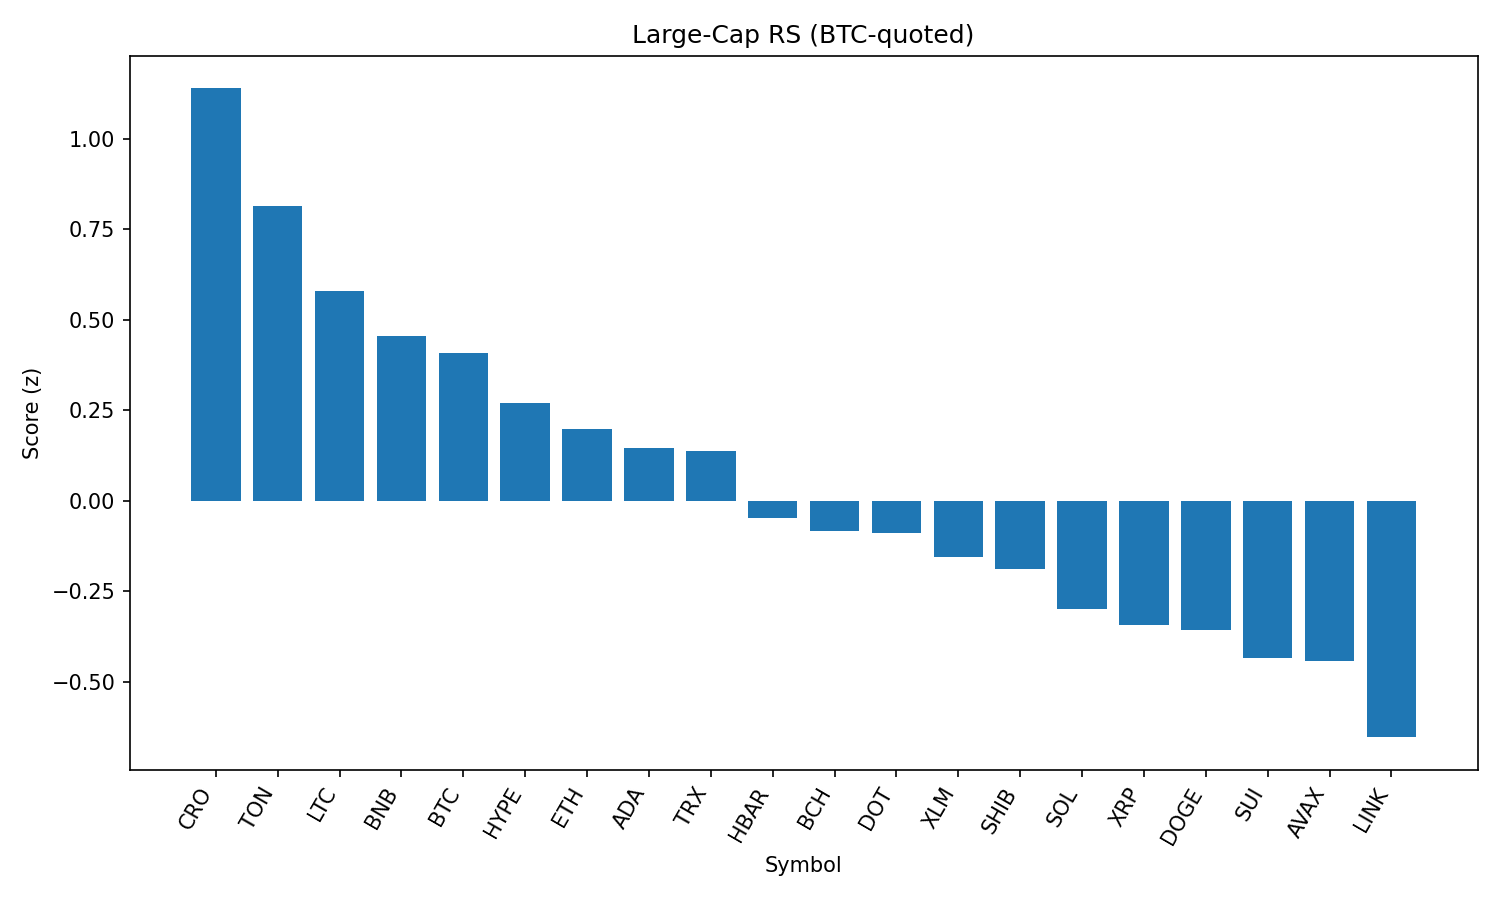 Large-Cap RS (BTC-quoted)
Score (z)
1.00
0.75
0.50
0.25
0.00
−0.25
−0.50
CRO
TON
LTC
BNB
BTC
HYPE
ETH
ADA
TRX
HBAR
BCH
DOT
XLM
SHIB
SOL
XRP
DOGE
SUI
AVAX
LINK
Symbol